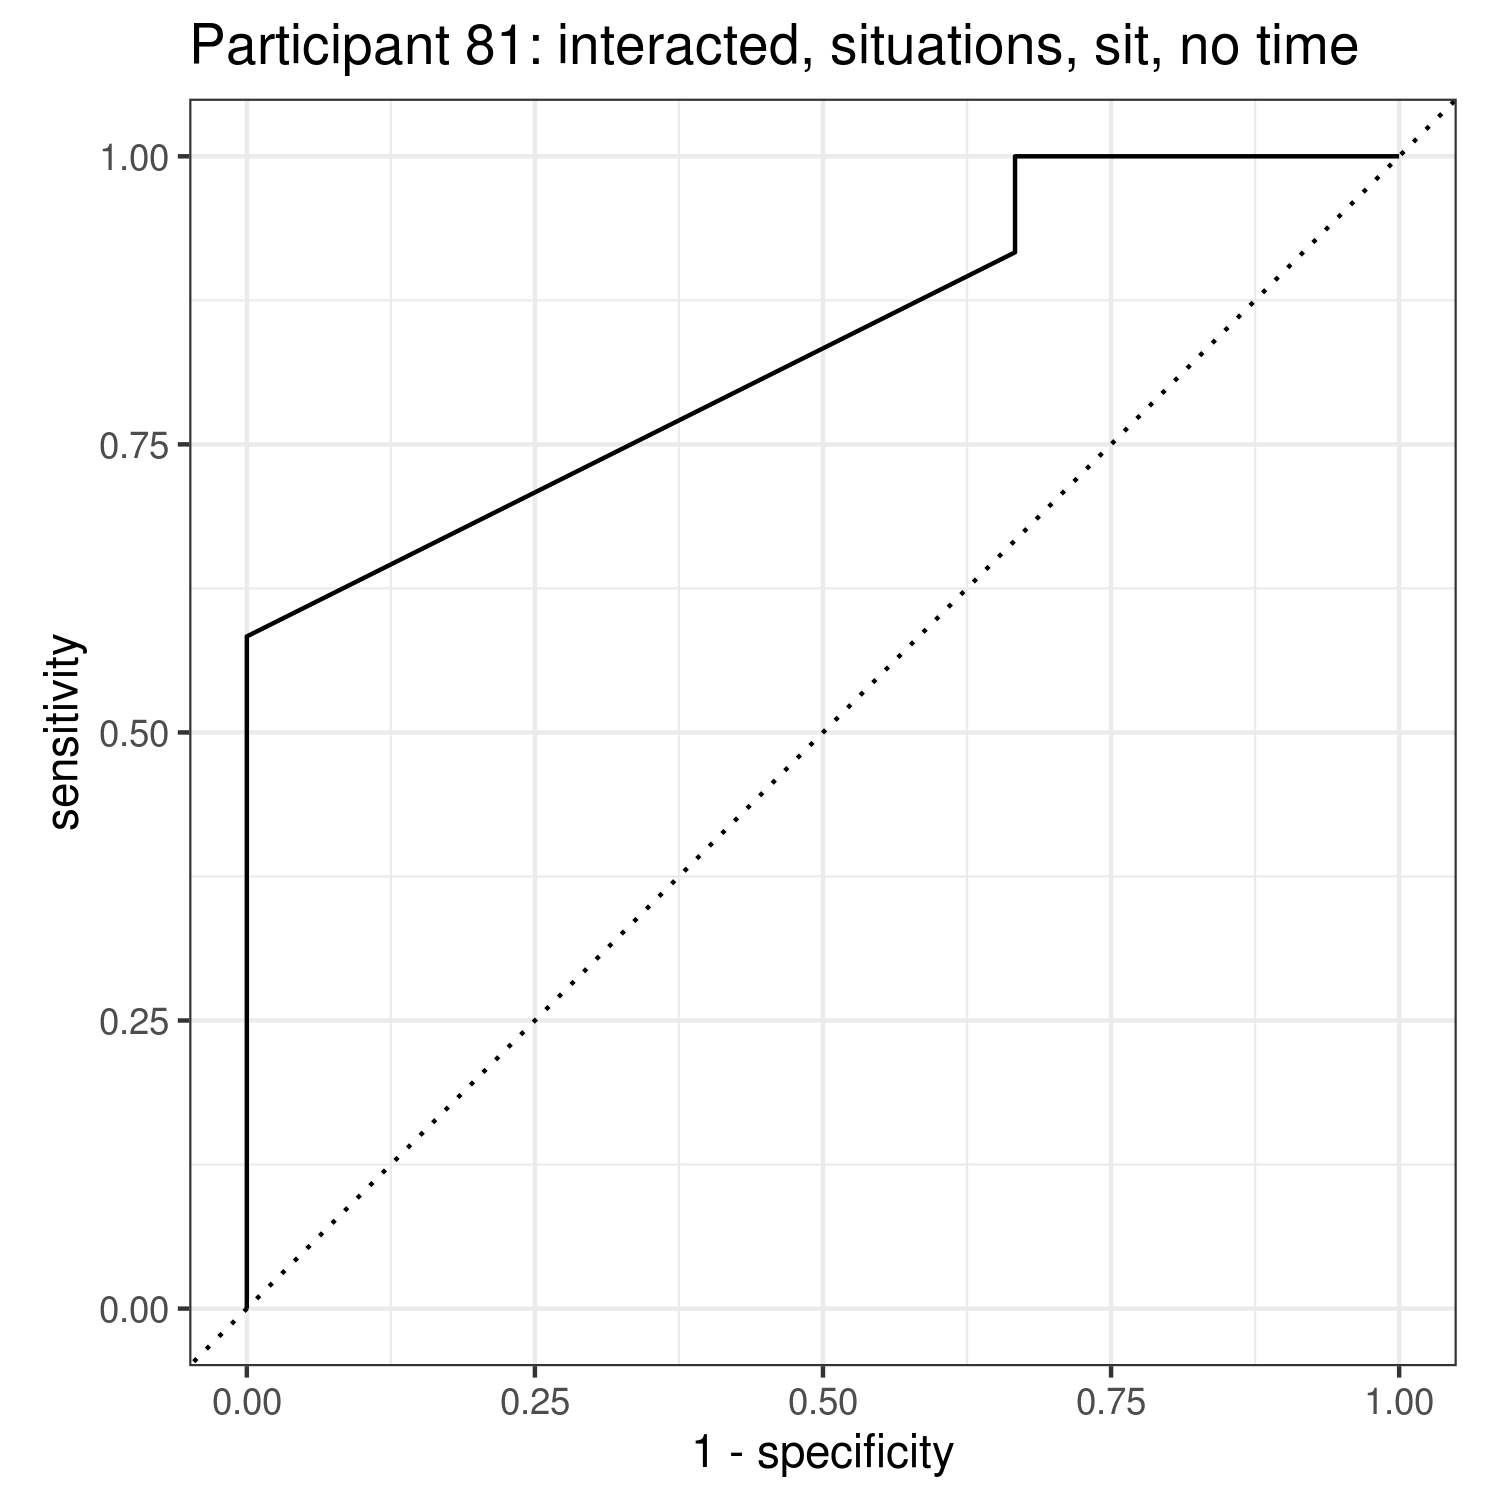 Participant 81: interacted, situations, sit, no time
1.00
0.75
0.50
0.25
0.00
sensitivity
0.00 0.25 0.50 0.75 1.00
1 - specificity